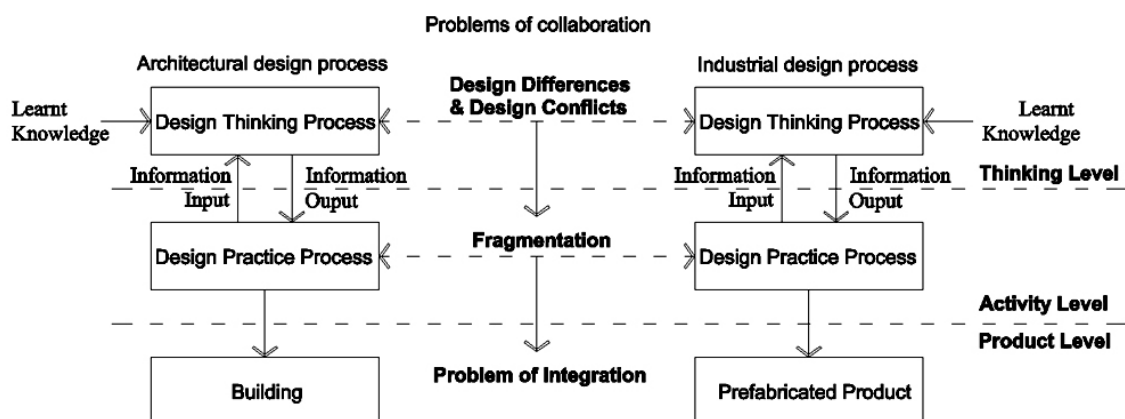 Problems of collaboration
Architectural design process
Industrial design process
Design Differences
& Design Conflicts
Learnt
Knowledge
Design Thinking Process
Design Thinking Process
Learnt
Knowledge
Information
Input
Information
Ouput
Information
Input
Information
Ouput
Thinking Level
Design Practice Process
Fragmentation
Design Practice Process
Activity Level
Product Level
Building
Problem of Integration
Prefabricated Product